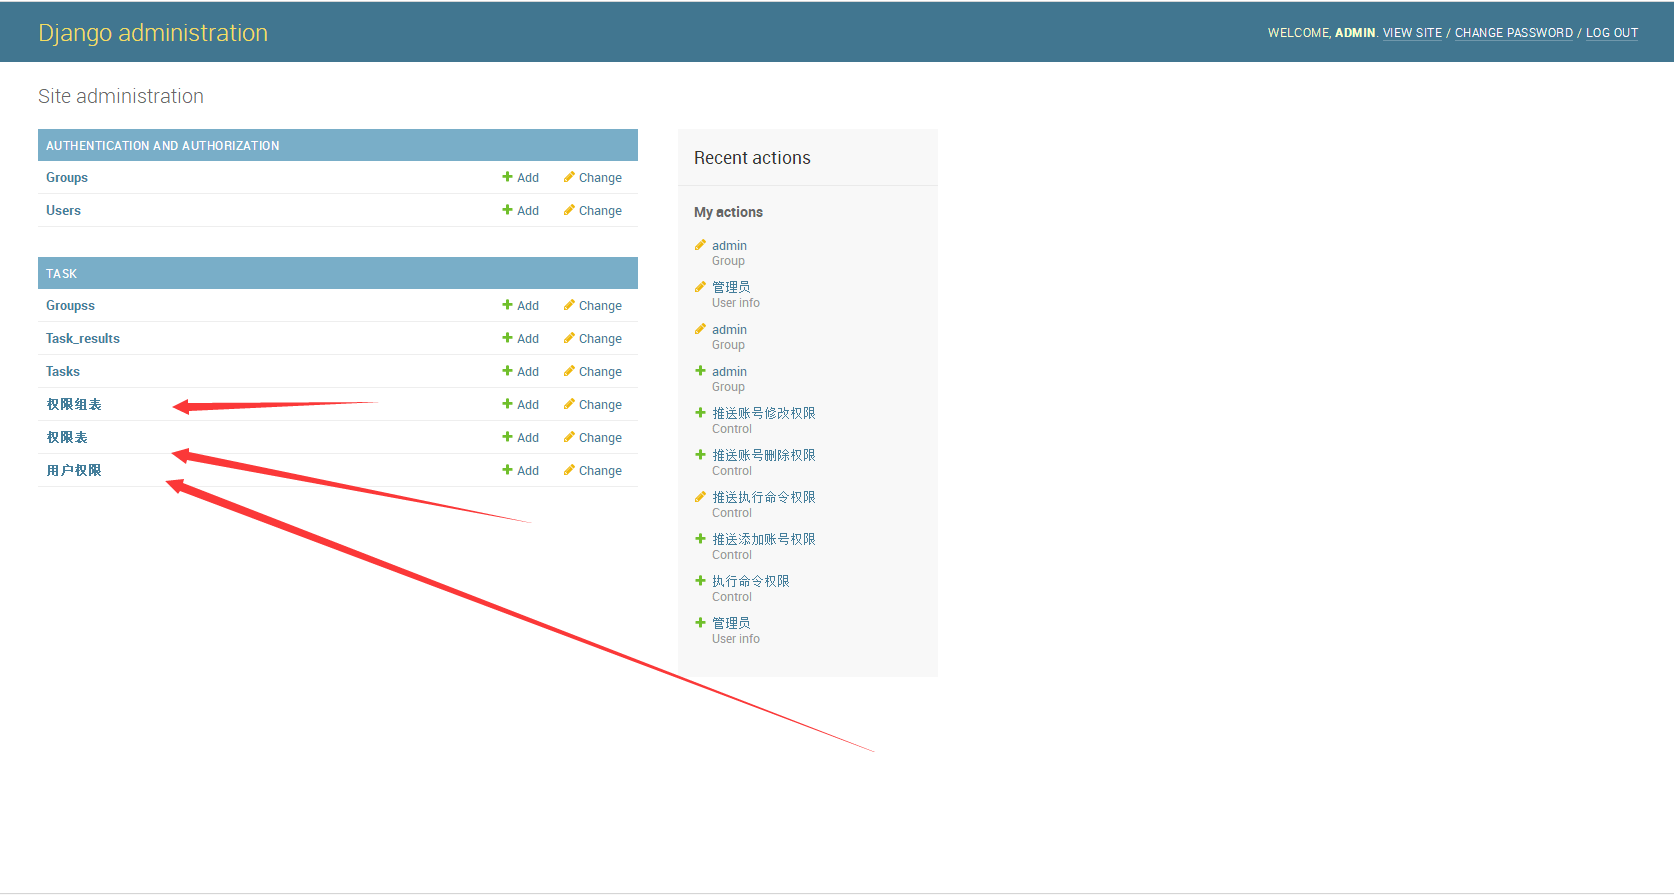 Django administration
WELCOME, ADMIN. VIEW SITE / CHANGE PASSWORD / LOG OUT
Site administration
AUTHENTICATION AND AUTHORIZATION
Groups Add Change
Users Add Change
TASK
Groupss Add Change
Task_results Add Change
Tasks Add Change
权限组表 Add Change
权限表 Add Change
用户权限 Add Change
Recent actions
My actions
admin
Group
管理员
User info
admin
Group
admin
Group
推送账号修改权限
Control
推送账号删除权限
Control
推送执行命令权限
Control
推送添加账号权限
Control
执行命令权限
Control
管理员
User info